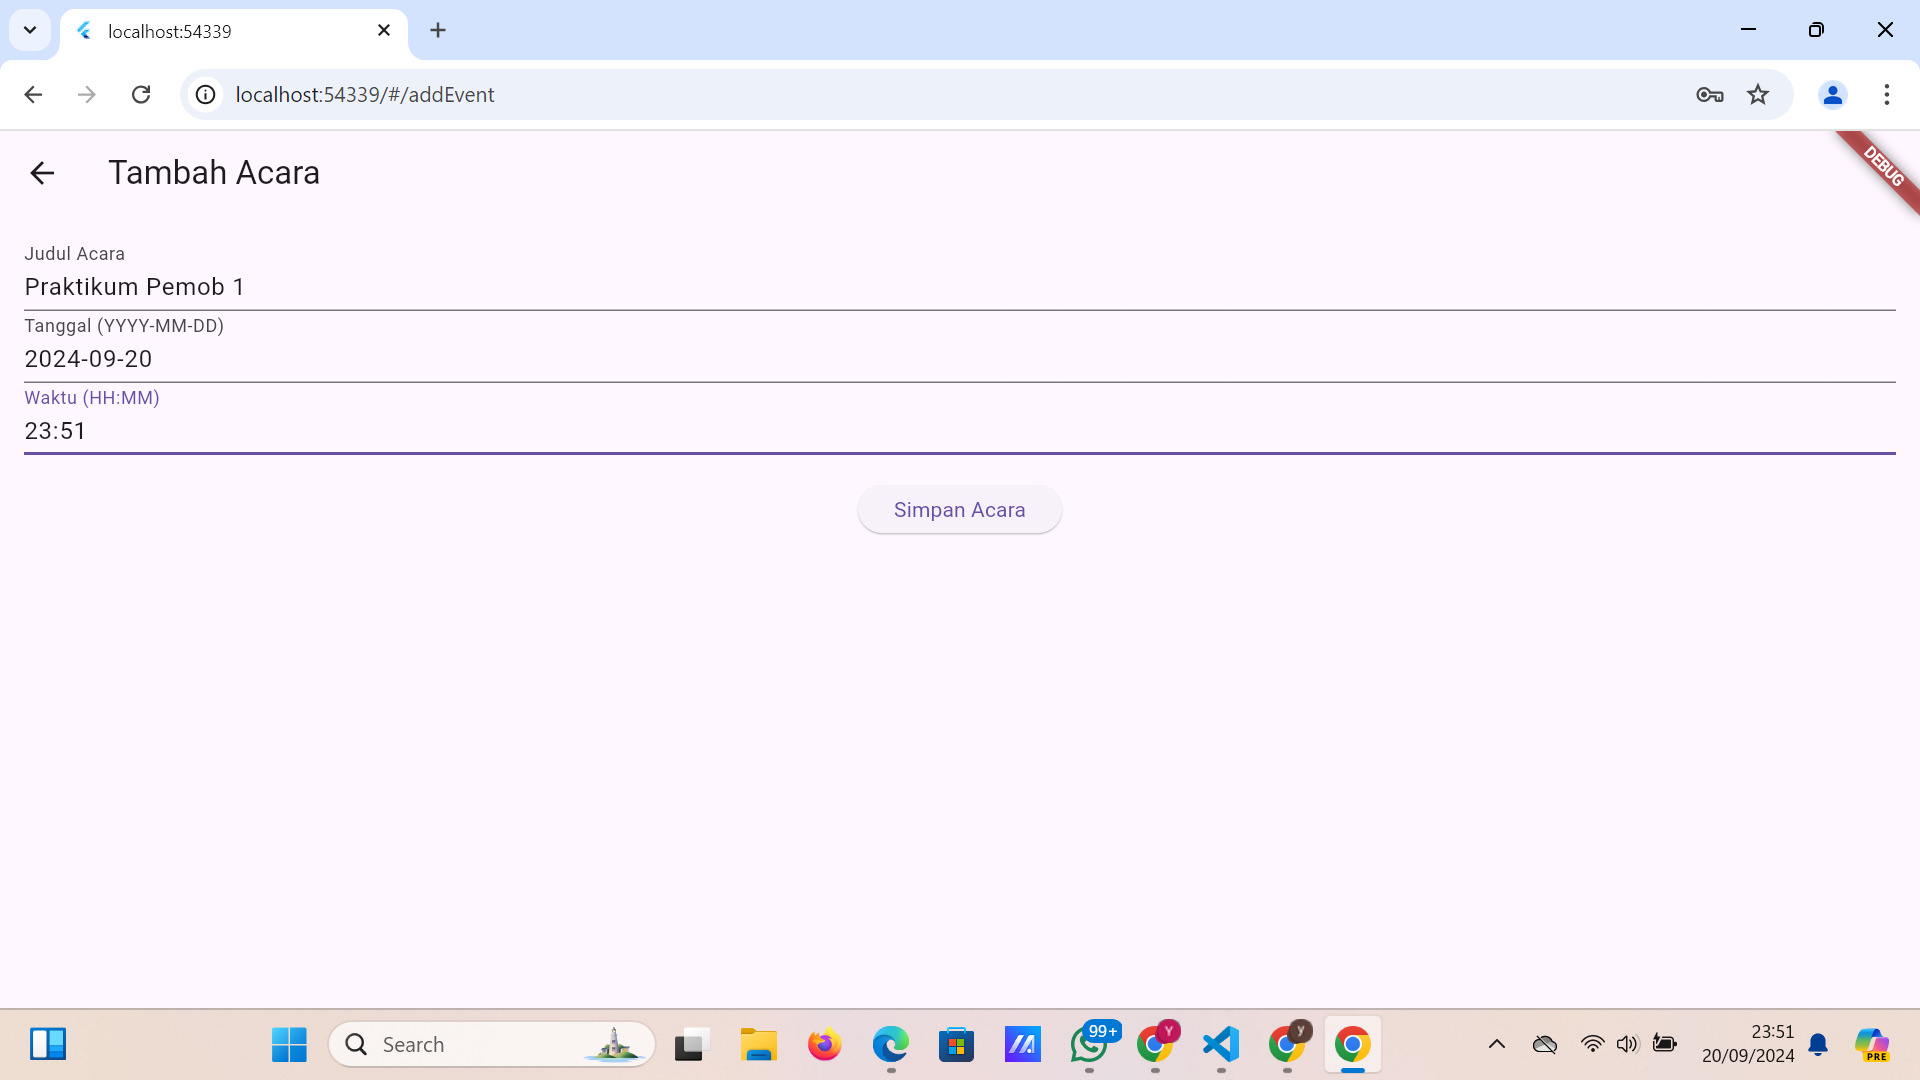 localhost:54339
localhost:54339/#/addEvent
Tambah Acara
DEBUG
Judul Acara
Praktikum Pemob 1
Tanggal (YYYY-MM-DD)
2024-09-20
Waktu (HH:MM)
23:51
Simpan Acara
Search
99+
Y
y
23:51
20/09/2024
PRE